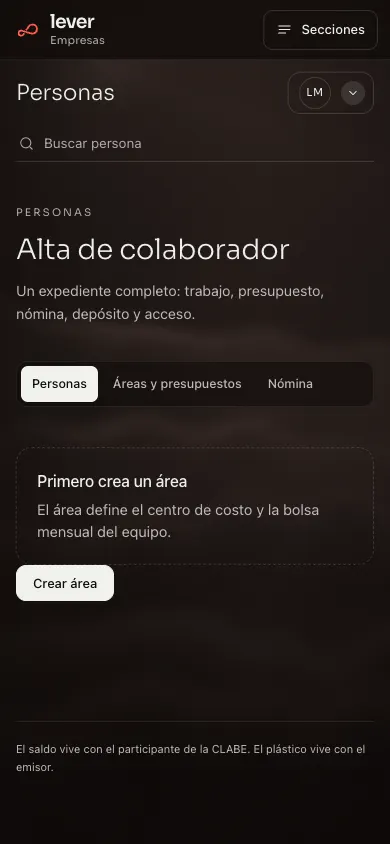 lever
Empresas
Secciones
Personas
LM
Buscar persona
PERSONAS
Alta de colaborador
Un expediente completo: trabajo, presupuesto,
nómina, depósito y acceso.
Personas
Áreas y presupuestos
Nómina
Primero crea un área
El área define el centro de costo y la bolsa
mensual del equipo.
Crear área
El saldo vive con el participante de la CLABE. El plástico vive con el
emisor.